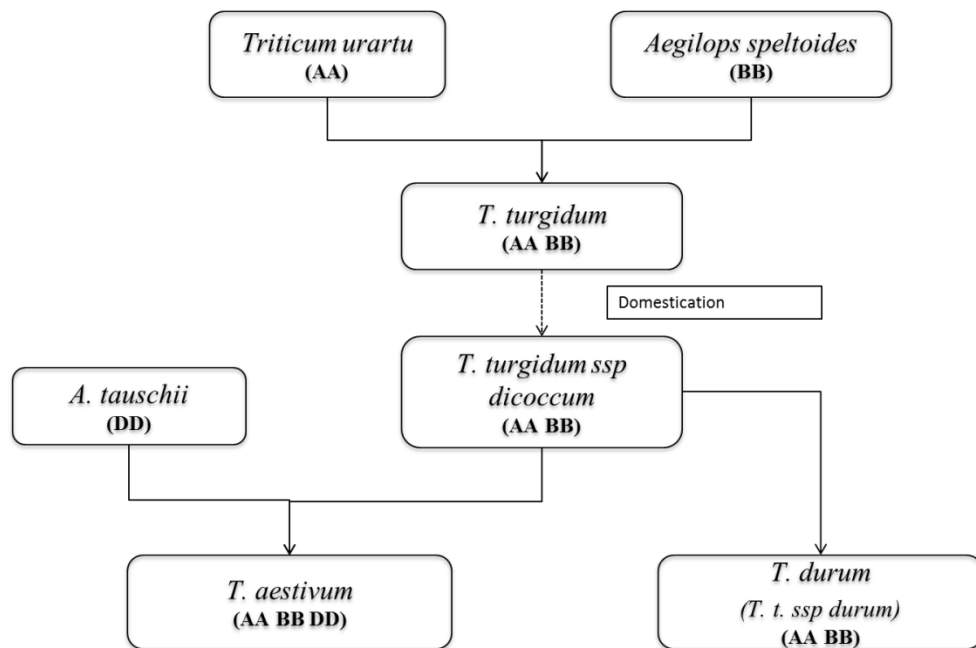 Triticum urartu
(AA)
Aegilops speltoides
(BB)
T. turgidum
(AA BB)
Domestication
T. turgidum ssp
dicoccum
(AA BB)
A. tauschii
(DD)
T. aestivum
(AA BB DD)
T. durum
(T. t. ssp durum)
(AA BB)